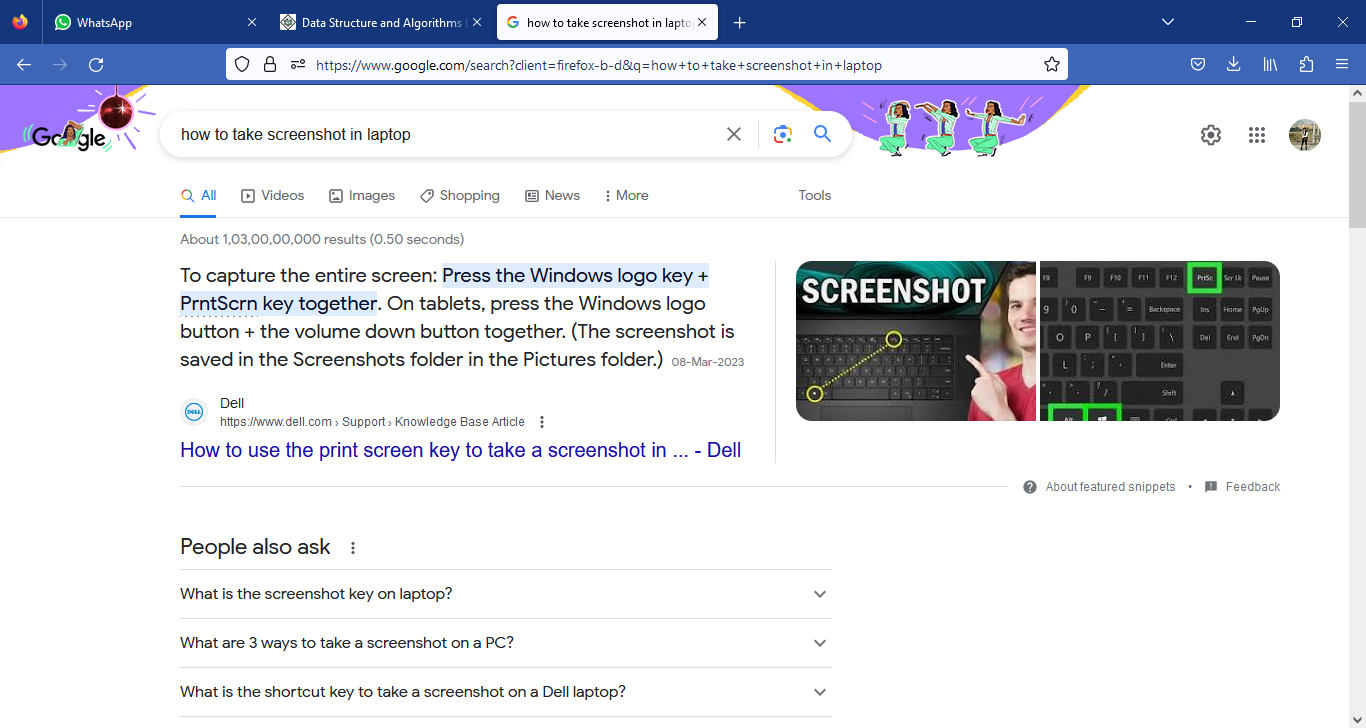 WhatsApp
Data Structure and Algorithms
how to take screenshot in lapto
https://www.google.com/search?client=firefox-b-d&q=how+to+take+screenshot+in+laptop
Google
how to take screenshot in laptop
All
Videos
Images
Shopping
News
More
Tools
About 1,03,00,00,000 results (0.50 seconds)
To capture the entire screen: Press the Windows logo key +
PrntScrn key together. On tablets, press the Windows logo
button + the volume down button together. (The screenshot is
saved in the Screenshots folder in the Pictures folder.) 08-Mar-2023
SCREENSHOT
F9 F10 F11 F12 PrtSc Scr Lk Pause
9 ) 0 _ - + = Backspace Ins Home PgUp
O P { [ } ] | \ Del End PgDn
L : ; " ' Enter
> . ? / Shift
Alt
Dell
DELL
https://www.dell.com › Support › Knowledge Base Article
How to use the print screen key to take a screenshot in ... - Dell
About featured snippets • Feedback
People also ask
What is the screenshot key on laptop?
What are 3 ways to take a screenshot on a PC?
What is the shortcut key to take a screenshot on a Dell laptop?